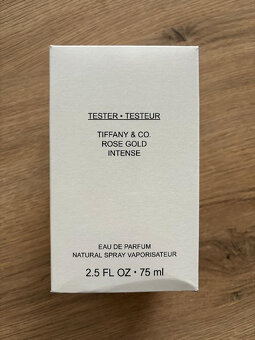 TESTER • TESTEUR
TIFFANY & CO.
ROSE GOLD
INTENSE
EAU DE PARFUM
NATURAL SPRAY VAPORISATEUR
2.5 FL OZ • 75 ml